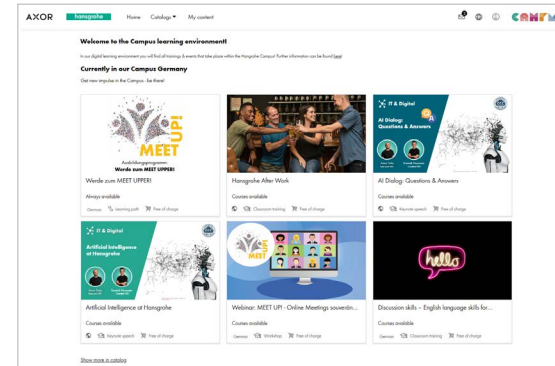 AXOR hansgrohe Home Catalogs My content
Welcome to the Campus learning environment!
In our digital learning environment you will find all trainings & events that take place within the Hansgrohe Campus! Further information can be found here!
Currently in our Campus Germany
Get new impulse in the Campus - be there!
MEET UP!
Ausbildungsprogramm
Werde zum MEET UPPER!
Werde zum MEET UPPER!
Always available
German Learning path Free of charge
Hansgrohe After Work
Courses available
Classroom training Free of charge
IT & Digital
AI Dialog:
Questions & Answers
Q A
AI Dialog: Questions & Answers
Courses available
Keynote speech Free of charge
IT & Digital
Artificial Intelligence
at Hansgrohe
Artificial Intelligence at Hansgrohe
Courses available
Keynote speech Free of charge
MEET UP!
Webinar: MEET UP! - Online Meetings souverän...
Courses available
German Workshop Free of charge
hello
Discussion skills – English language skills for...
Courses available
German Classroom training Free of charge
Show more in catalog